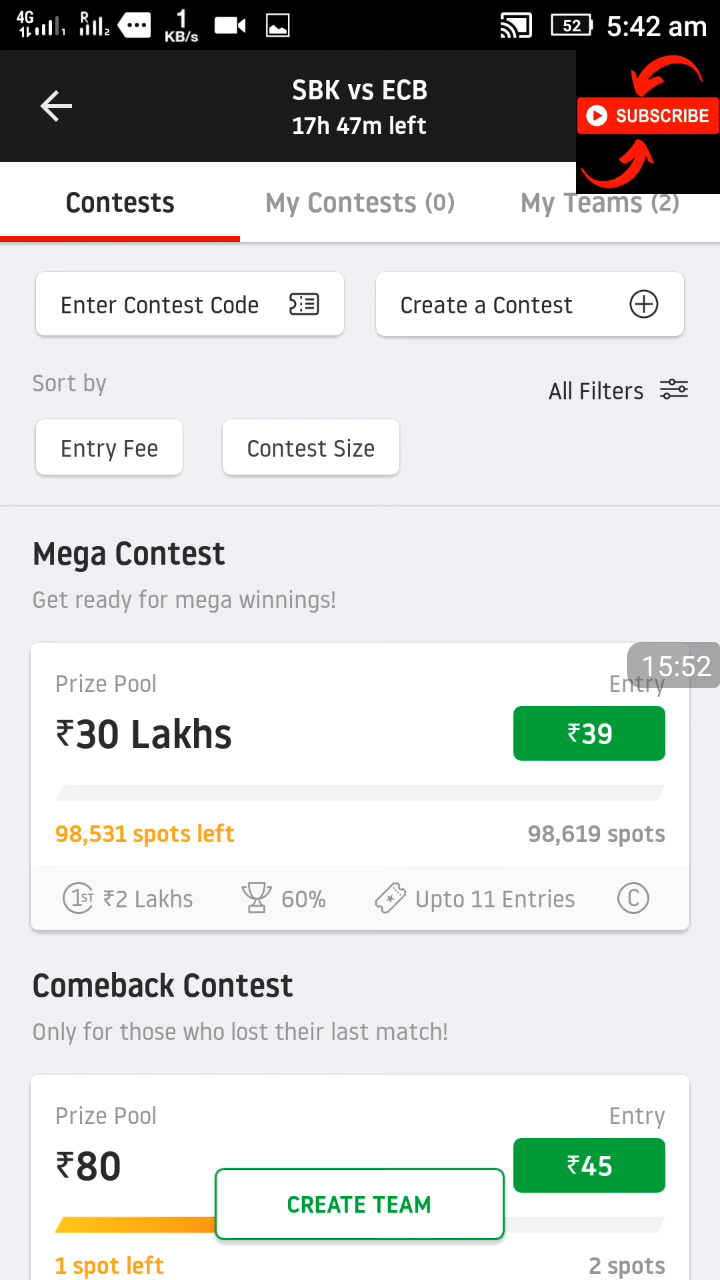 4G
R
1
KB/s
52
5:42 am
SBK vs ECB
17h 47m left
SUBSCRIBE
Contests
My Contests (0)
My Teams (2)
Enter Contest Code
Create a Contest
Sort by
All Filters
Entry Fee
Contest Size
Mega Contest
Get ready for mega winnings!
15:52
Prize Pool
Entry
₹30 Lakhs
₹39
98,531 spots left
98,619 spots
1ST ₹2 Lakhs
60%
Upto 11 Entries
C
Comeback Contest
Only for those who lost their last match!
Prize Pool
Entry
₹80
₹45
CREATE TEAM
1 spot left
2 spots